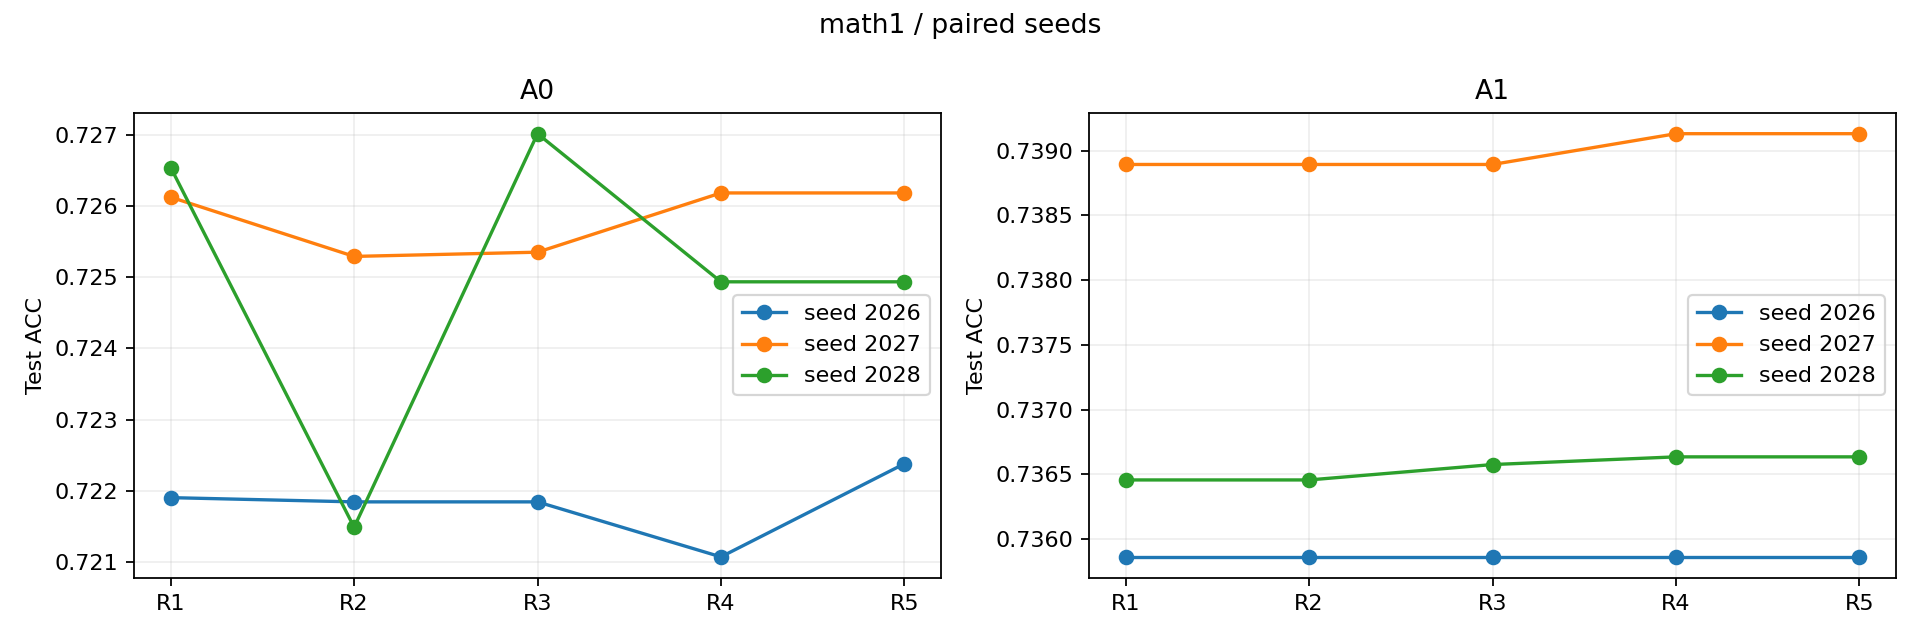 math1 / paired seeds
A0
0.727
0.726
0.725
0.724
0.723
0.722
0.721
Test ACC
R1 R2 R3 R4 R5
seed 2026
seed 2027
seed 2028
A1
0.7390
0.7385
0.7380
0.7375
0.7370
0.7365
0.7360
Test ACC
R1 R2 R3 R4 R5
seed 2026
seed 2027
seed 2028